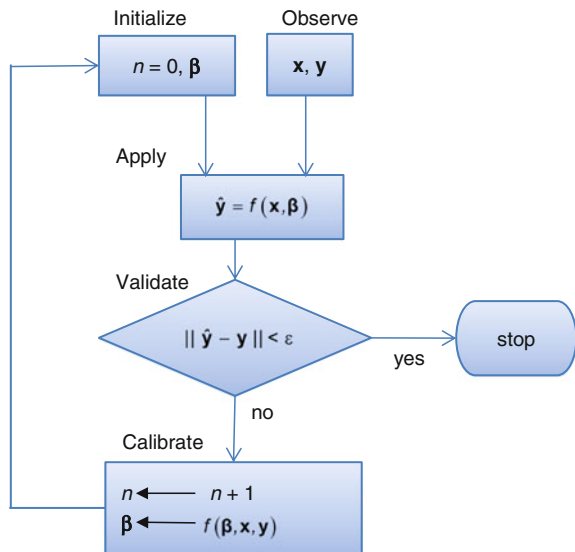 Initialize
Observe
n = 0, β
x, y
Apply
ŷ = f(x,β)
Validate
|| ŷ – y || < ε
stop
yes
no
Calibrate
n ← n + 1
β ← f(β,x,y)